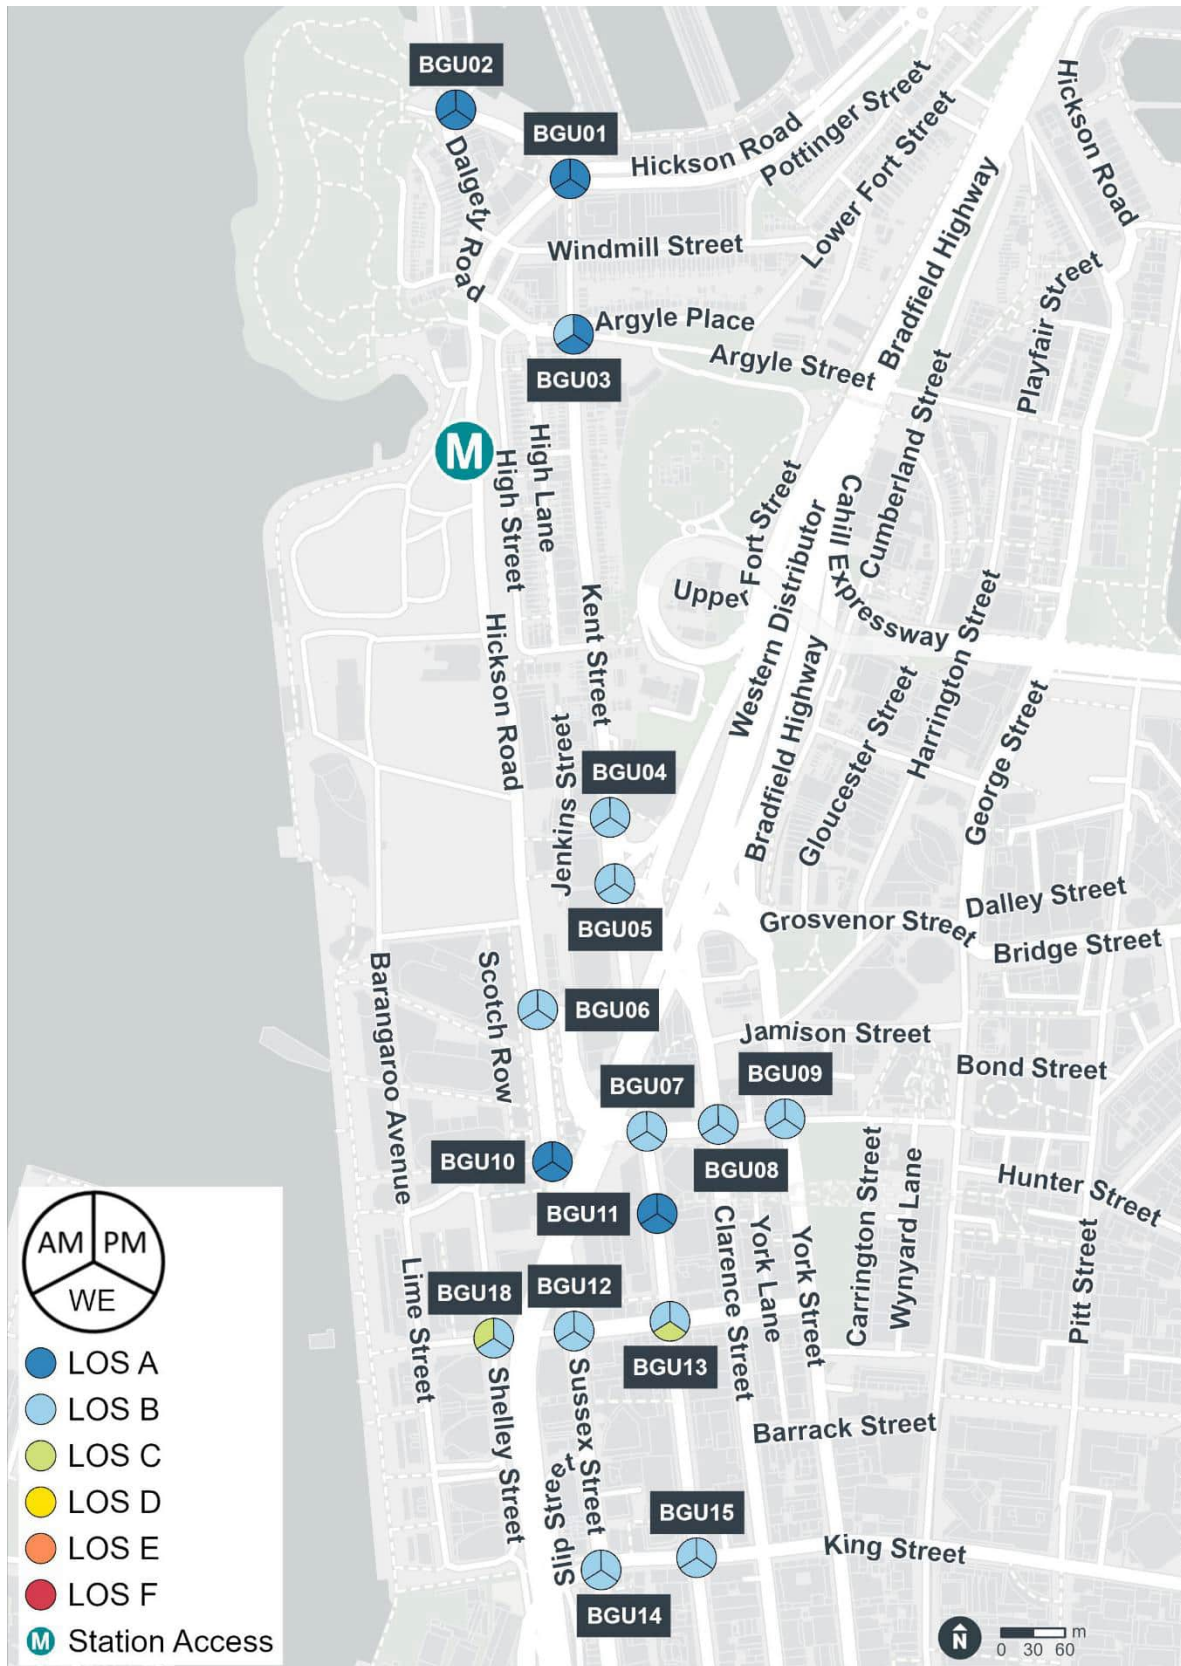 BGU02
BGU01
Hickson Road
Pottinger Street
Lower Fort Street
Hickson Road
Dalgety Road
Windmill Street
Bradfield Highway
Argyle Place
Argyle Street
BGU03
Playfair Street
Cumberland Street
M
High Street
High Lane
Kent Street
Upper Fort Street
Western Distributor
Cahill Expressway
Hickson Road
Bradfield Highway
Gloucester Street
Harrington Street
George Street
Jenkins Street
BGU04
BGU05
Grosvenor Street
Dalley Street
Bridge Street
Barangaroo Avenue
Scotch Row
BGU06
Jamison Street
Bond Street
BGU07
BGU09
BGU10
BGU08
BGU11
Hunter Street
Carrington Street
Wynyard Lane
Pitt Street
Clarence Street
York Lane
York Street
Lime Street
BGU18
BGU12
BGU13
Shelley Street
Sussex Street
Slip Street
Barrack Street
BGU15
King Street
BGU14
AM PM
WE
LOS A
LOS B
LOS C
LOS D
LOS E
LOS F
M Station Access
N
m
0 30 60